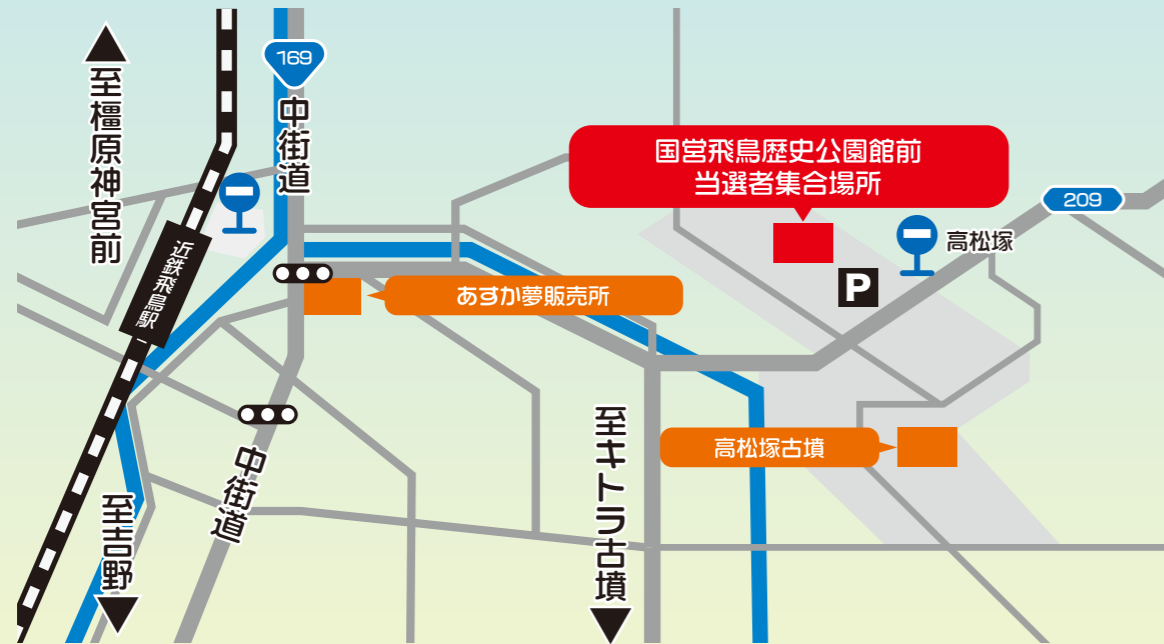 至橿原神宮前
169
中街道
国営飛鳥歴史公園館前
当選者集合場所
209
高松塚
P
近鉄飛鳥駅
あすか夢販売所
至キトラ古墳
高松塚古墳
中街道
至吉野